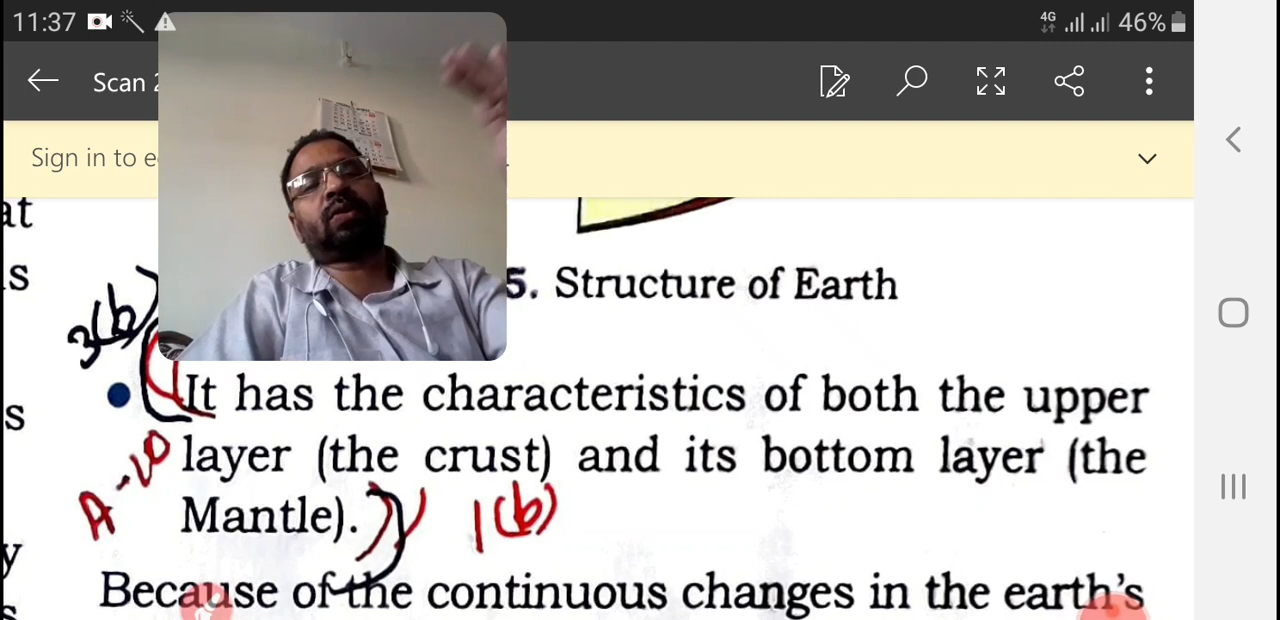 11:37
4G 46%
Scan 2
Sign in to e
at
5. Structure of Earth
s
3(b)
It has the characteristics of both the upper
s
layer (the crust) and its bottom layer (the
Mantle).
1(b)
y
Because of the continuous changes in the earth's